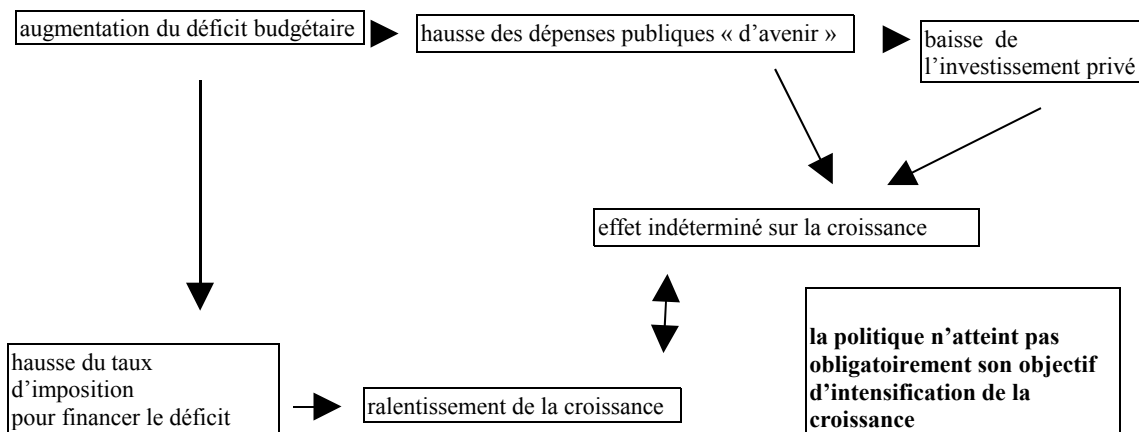 augmentation du déficit budgétaire
hausse des dépenses publiques « d’avenir »
baisse de
l’investissement privé
effet indéterminé sur la croissance
hausse du taux
d’imposition
pour financer le déficit
ralentissement de la croissance
la politique n’atteint pas
obligatoirement son objectif
d’intensification de la
croissance